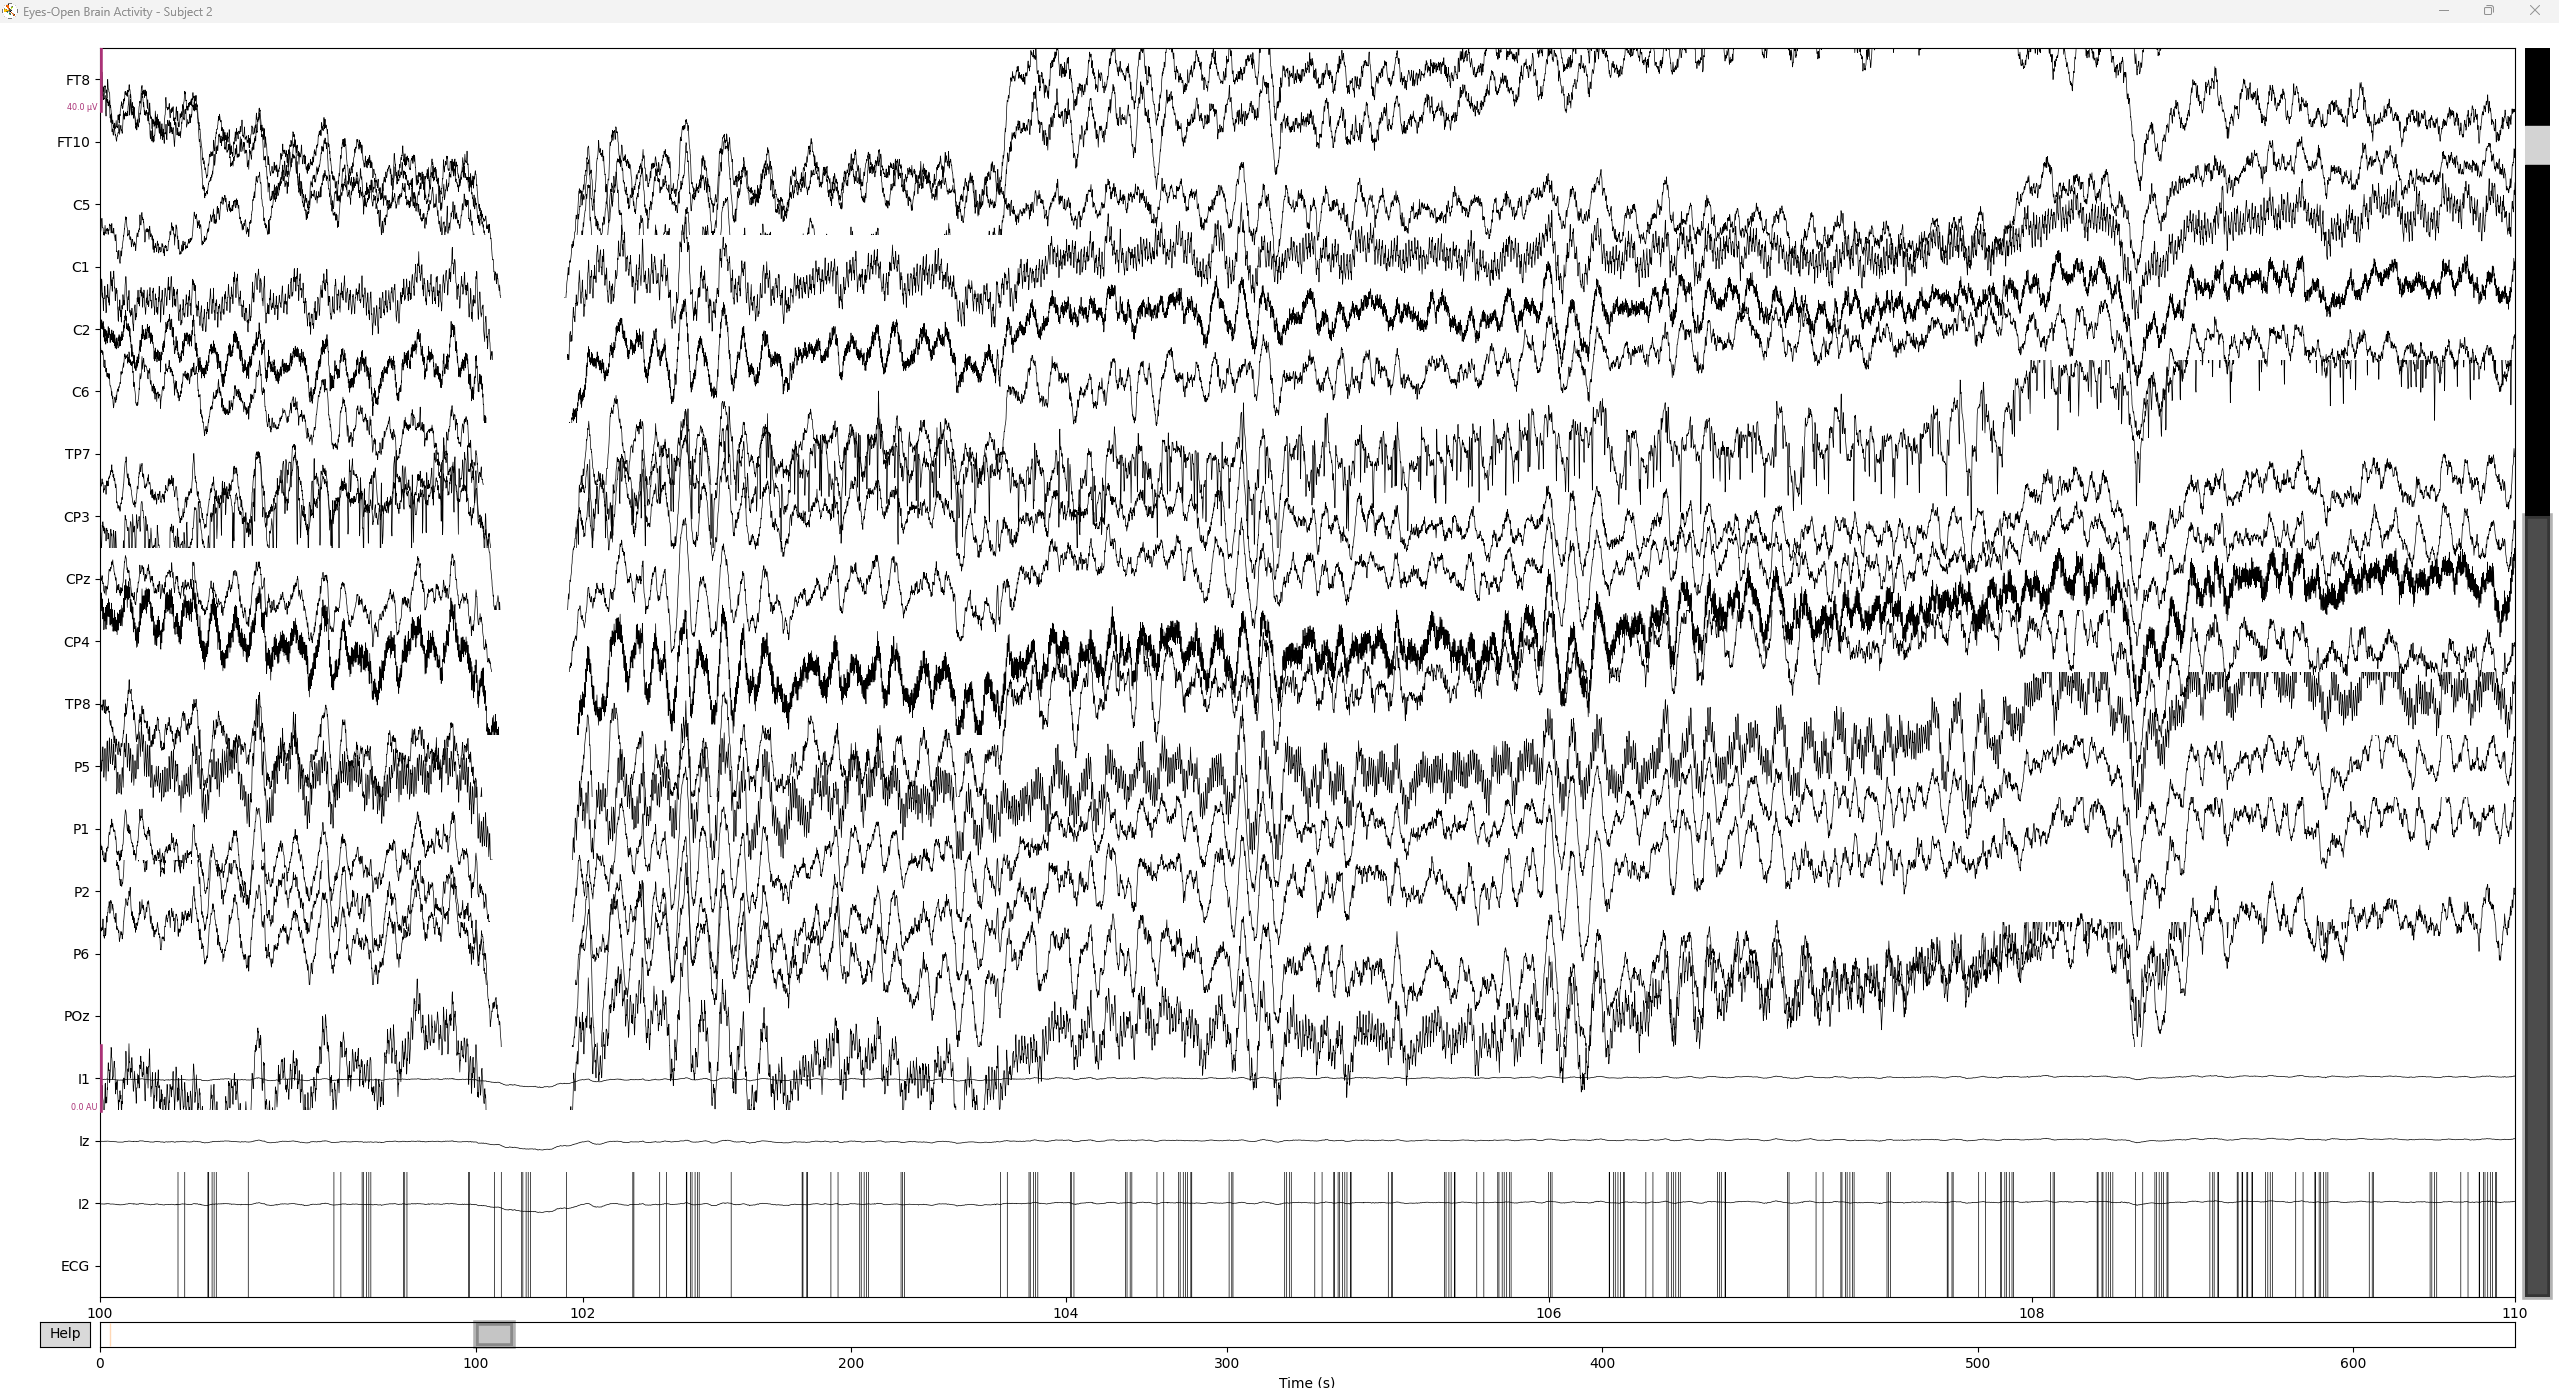 Eyes-Open Brain Activity - Subject 2
FT8
40.0 µV
FT10
C5
C1
C2
C6
TP7
CP3
CPz
CP4
TP8
P5
P1
P2
P6
POz
I1
0.0 AU
Iz
I2
ECG
100 102 104 106 108 110
Help
0 100 200 300 400 500 600
Time (s)